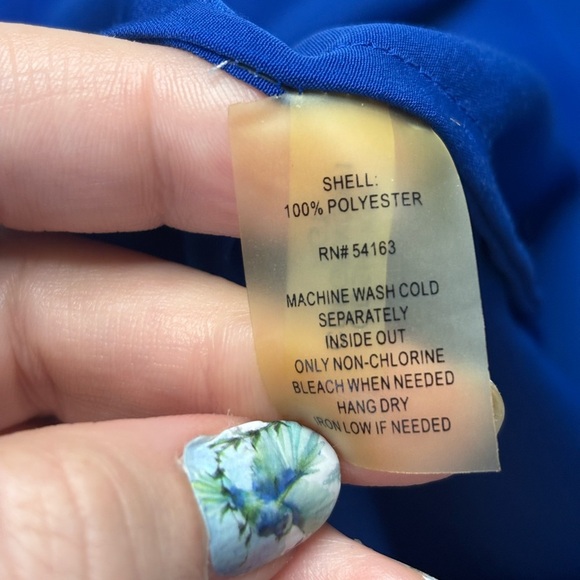 SHELL:
100% POLYESTER
RN# 54163
MACHINE WASH COLD
SEPARATELY
INSIDE OUT
ONLY NON-CHLORINE
BLEACH WHEN NEEDED
HANG DRY
IRON LOW IF NEEDED